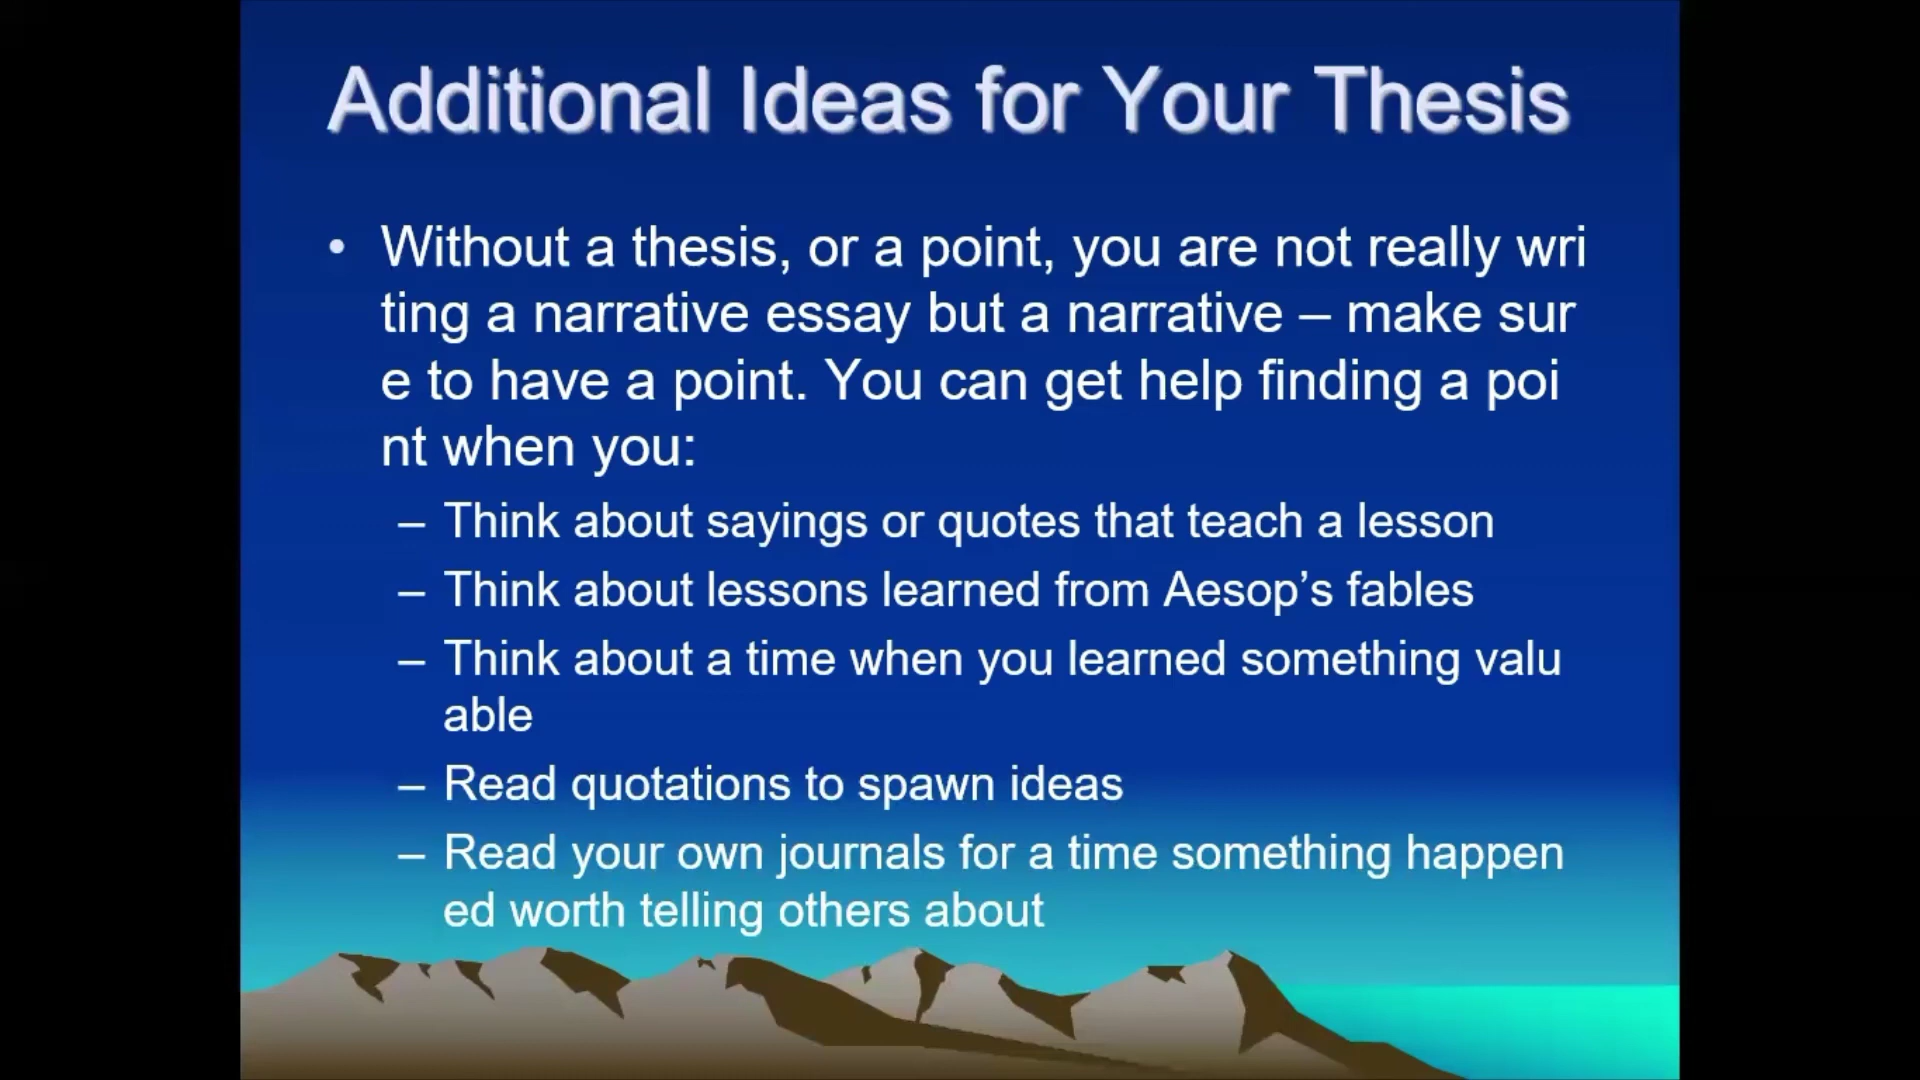 Additional Ideas for Your Thesis
• Without a thesis, or a point, you are not really wri
ting a narrative essay but a narrative – make sur
e to have a point. You can get help finding a poi
nt when you:
– Think about sayings or quotes that teach a lesson
– Think about lessons learned from Aesop’s fables
– Think about a time when you learned something valu
able
– Read quotations to spawn ideas
– Read your own journals for a time something happen
ed worth telling others about